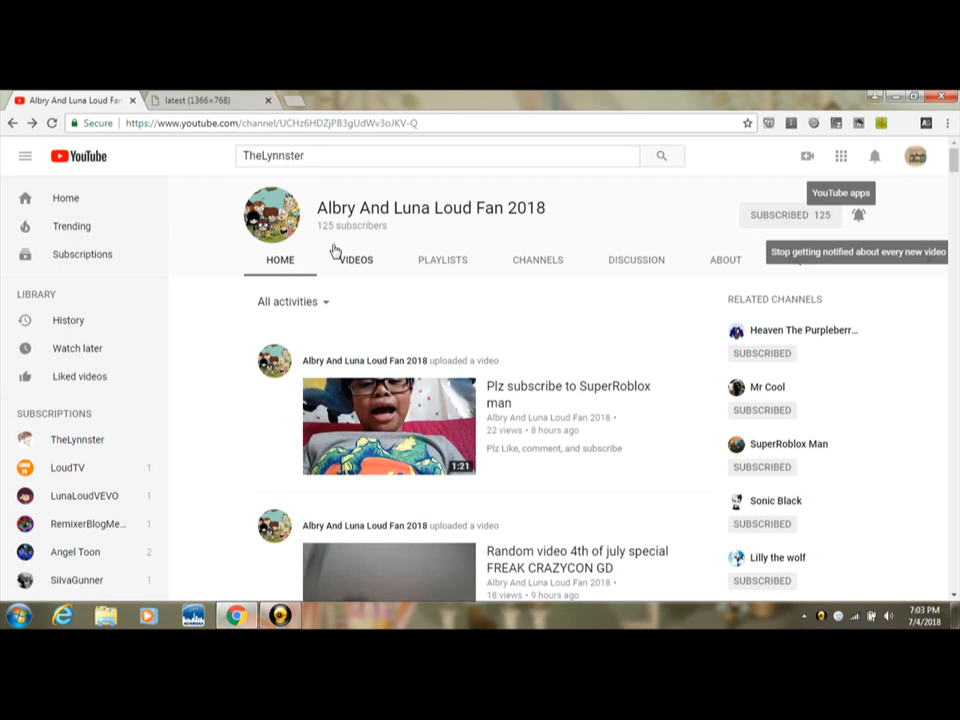 Albry And Luna Loud Fan
latest (1366×768)
Secure https://www.youtube.com/channel/UCHz6HDZjPB3gUdWv3oJKV-Q
YouTube
TheLynnster
YouTube apps
Home
Trending
Subscriptions
LIBRARY
History
Watch later
Liked videos
SUBSCRIPTIONS
TheLynnster
LoudTV 1
LunaLoudVEVO 1
RemixerBlogMe... 1
Angel Toon 2
SilvaGunner 1
Albry And Luna Loud Fan 2018
125 subscribers
SUBSCRIBED 125
Stop getting notified about every new video
HOME VIDEOS PLAYLISTS CHANNELS DISCUSSION ABOUT
All activities
Albry And Luna Loud Fan 2018 uploaded a video
Plz subscribe to SuperRoblox
man
Albry And Luna Loud Fan 2018 •
22 views • 8 hours ago
Plz Like, comment, and subscribe
1:21
Albry And Luna Loud Fan 2018 uploaded a video
Random video 4th of july special
FREAK CRAZYCON GD
Albry And Luna Loud Fan 2018 •
18 views • 9 hours ago
RELATED CHANNELS
Heaven The Purpleberr...
SUBSCRIBED
Mr Cool
SUBSCRIBED
SuperRoblox Man
SUBSCRIBED
Sonic Black
SUBSCRIBED
Lilly the wolf
SUBSCRIBED
7:03 PM
7/4/2018